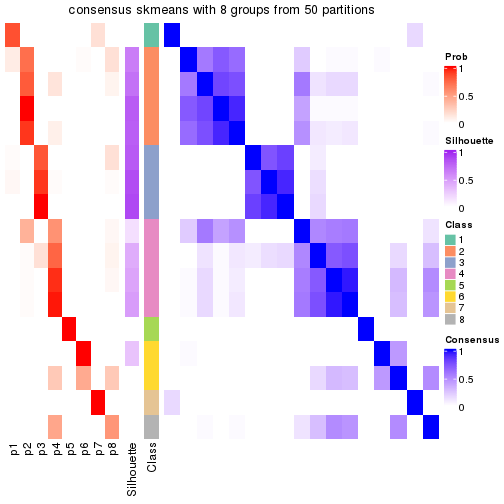 consensus skmeans with 8 groups from 50 partitions
p1
p2
p3
p4
p5
p6
p7
p8
Silhouette
Class
Prob
1
0.5
0
Silhouette
1
0.5
0
Class
1
2
3
4
5
6
7
8
Consensus
1
0.5
0